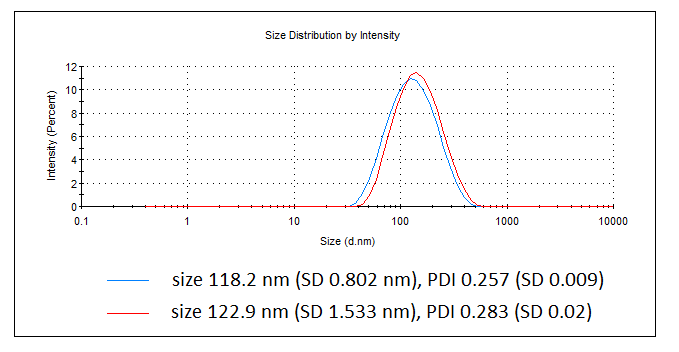 Size Distribution by Intensity
Intensity (Percent)
12
10
8
6
4
2
0
0.1 1 10 100 1000 10000
Size (d.nm)
size 118.2 nm (SD 0.802 nm), PDI 0.257 (SD 0.009)
size 122.9 nm (SD 1.533 nm), PDI 0.283 (SD 0.02)